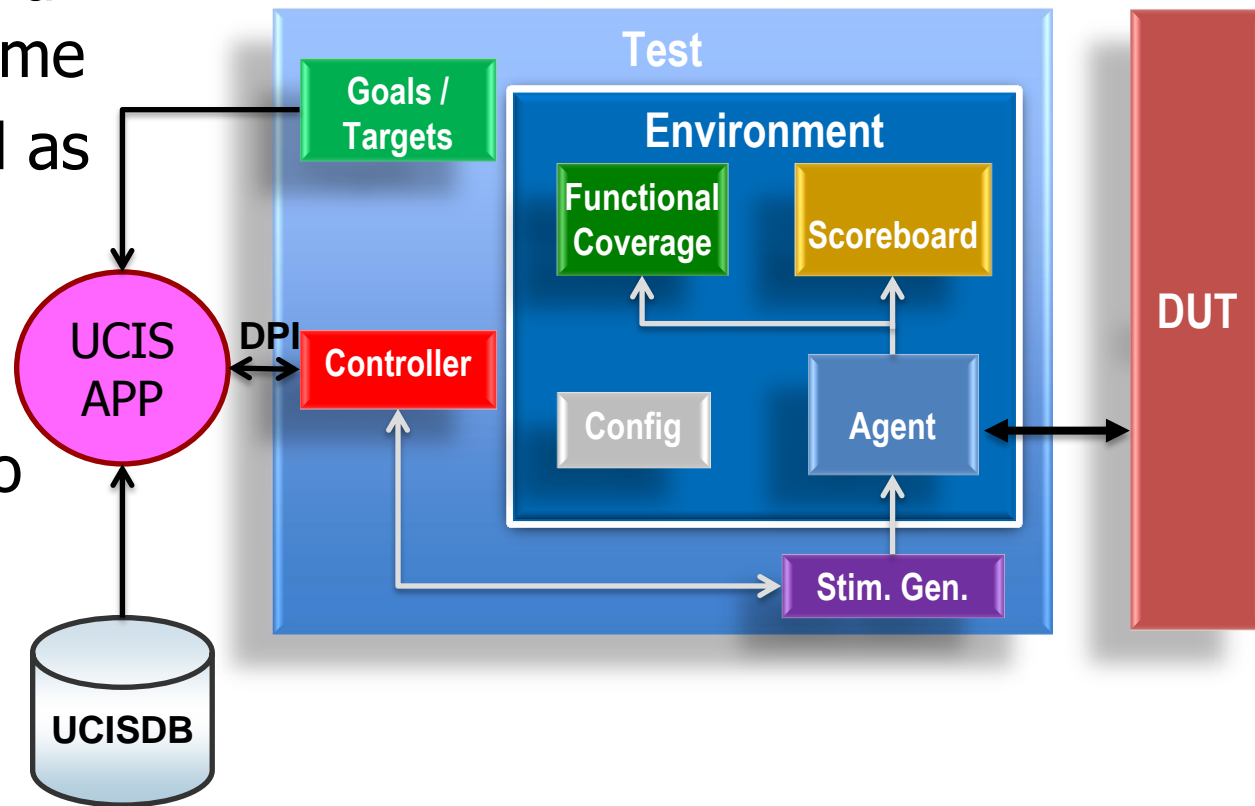 me
l as
Test
Goals /
Targets
Environment
Functional
Coverage
Scoreboard
DUT
UCIS
APP
DPI
Controller
Config
Agent
Stim. Gen.
UCISDB